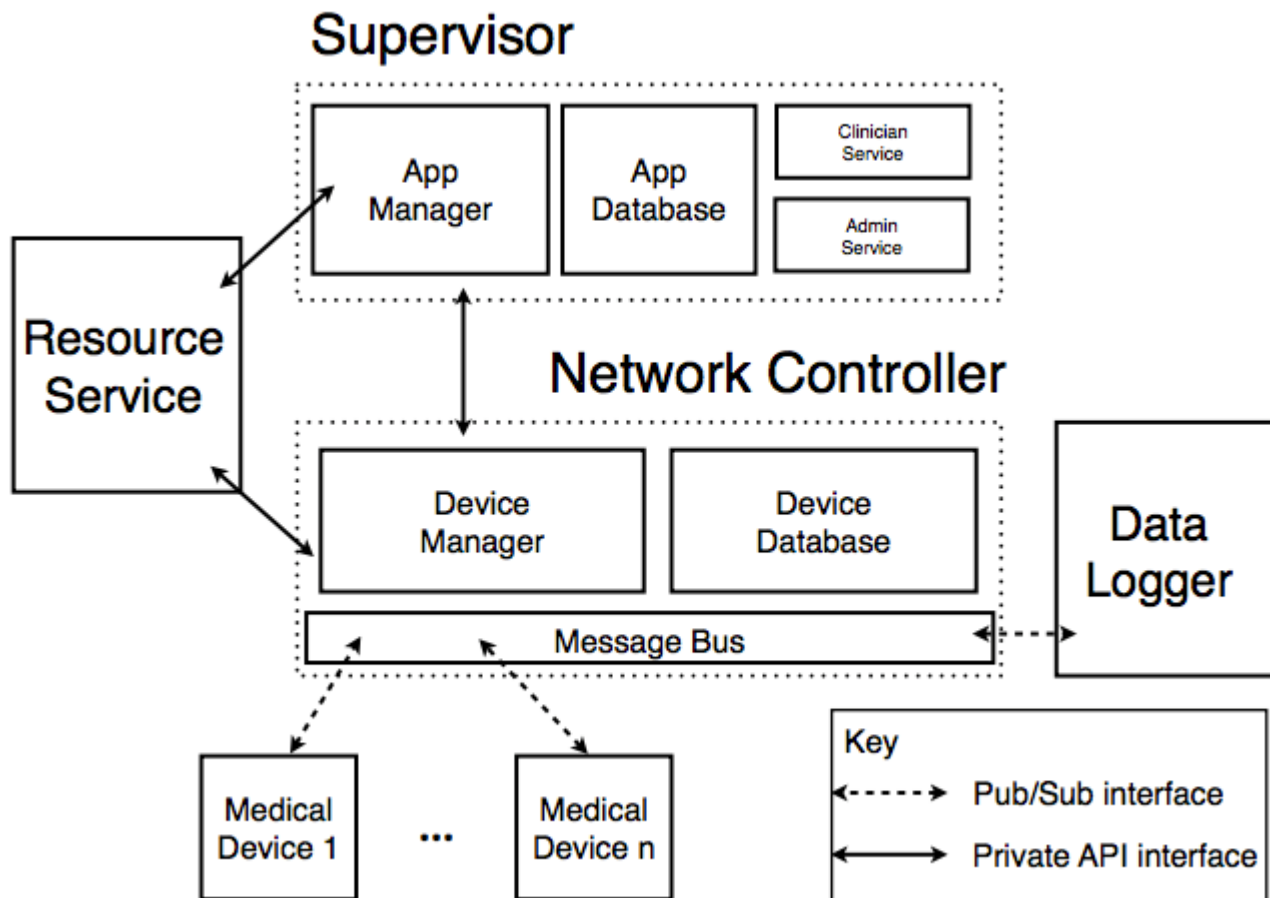 Supervisor
App
Manager
App
Database
Clinician
Service
Admin
Service
Resource
Service
Network Controller
Device
Manager
Device
Database
Message Bus
Data
Logger
Medical
Device 1
...
Medical
Device n
Key
Pub/Sub interface
Private API interface